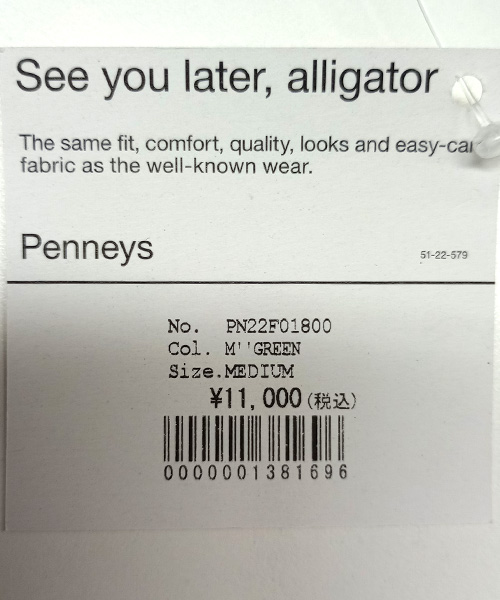 See you later, alligator
The same fit, comfort, quality, looks and easy-car
fabric as the well-known wear.
Penneys
51-22-579
No. PN22F01800
Col. M''GREEN
Size.MEDIUM
¥11,000(税込)
0000001381696